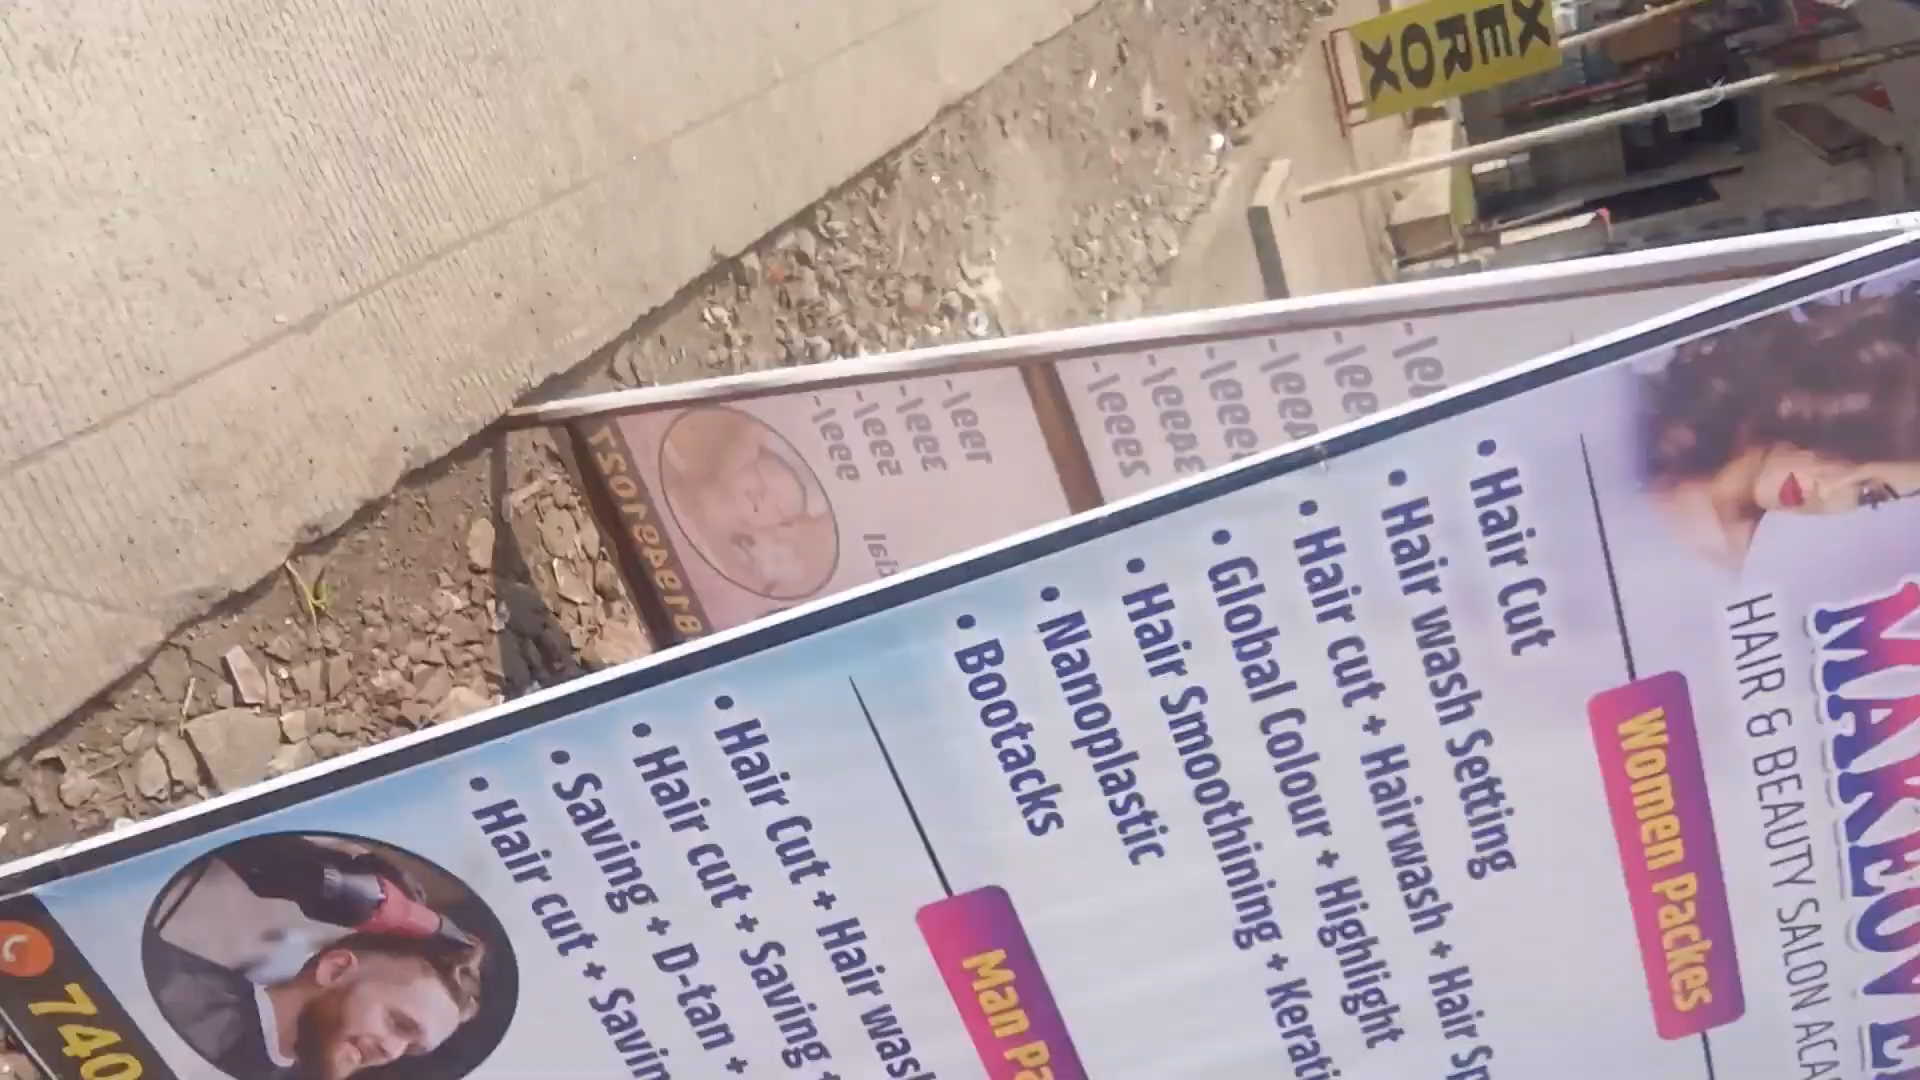 XEROX
MAKEOVE
HAIR & BEAUTY SALON ACA
Women Packes
• Hair Cut
• Hair wash Setting
• Hair cut + Hairwash + Hair Sp
• Global Colour + Highlight
• Hair Smoothining + Kerati
• Nanoplastic
• Bootacks
Man Pa
• Hair Cut + Hair wash
• Hair cut + Saving +
• Saving + D-tan +
• Hair cut + Savin
740